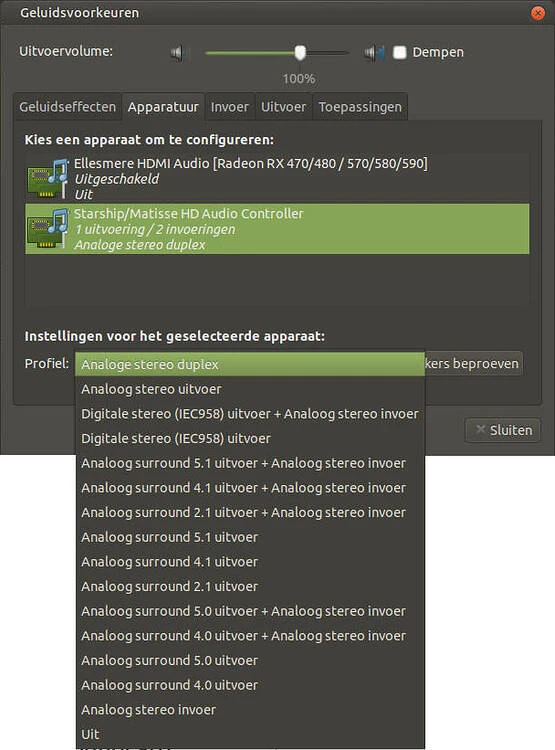 Geluidsvoorkeuren
Uitvoervolume:
Dempen
100%
Geluidseffecten Apparatuur Invoer Uitvoer Toepassingen
Kies een apparaat om te configureren:
Ellesmere HDMI Audio [Radeon RX 470/480 / 570/580/590]
Uitgeschakeld
Uit
Starship/Matisse HD Audio Controller
1 uitvoering / 2 invoeringen
Analoge stereo duplex
Instellingen voor het geselecteerde apparaat:
Profiel: Analoge stereo duplex kers beproeven
Analoog stereo uitvoer
Digitale stereo (IEC958) uitvoer + Analoog stereo invoer
Digitale stereo (IEC958) uitvoer
Sluiten
Analoog surround 5.1 uitvoer + Analoog stereo invoer
Analoog surround 4.1 uitvoer + Analoog stereo invoer
Analoog surround 2.1 uitvoer + Analoog stereo invoer
Analoog surround 5.1 uitvoer
Analoog surround 4.1 uitvoer
Analoog surround 2.1 uitvoer
Analoog surround 5.0 uitvoer + Analoog stereo invoer
Analoog surround 4.0 uitvoer + Analoog stereo invoer
Analoog surround 5.0 uitvoer
Analoog surround 4.0 uitvoer
Analoog stereo invoer
Uit